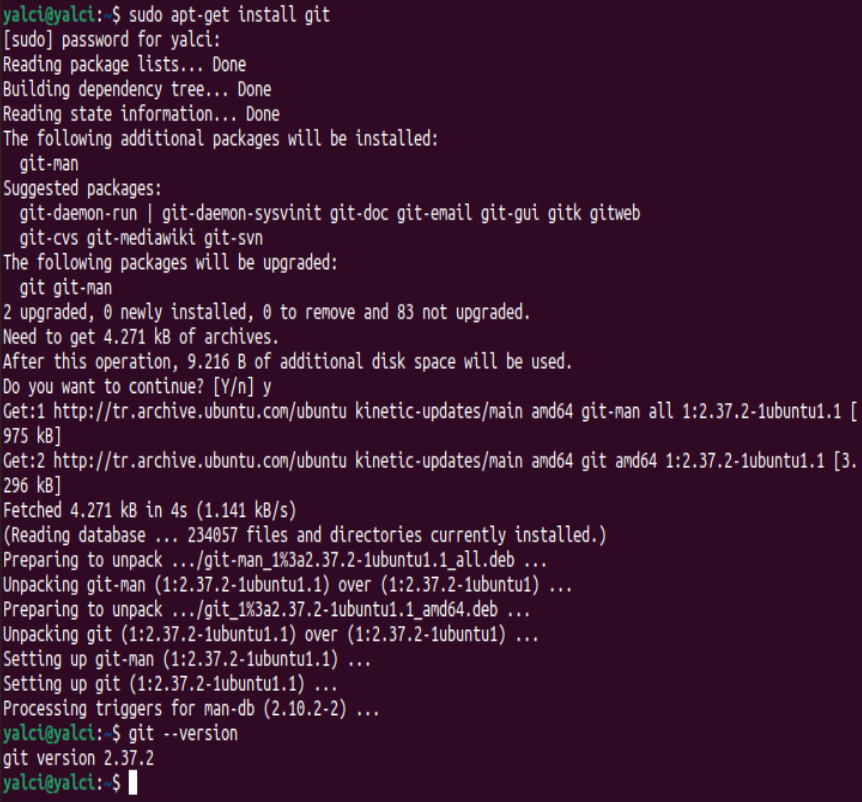 yalci@yalci:~$ sudo apt-get install git
[sudo] password for yalci:
Reading package lists... Done
Building dependency tree... Done
Reading state information... Done
The following additional packages will be installed:
  git-man
Suggested packages:
  git-daemon-run | git-daemon-sysvinit git-doc git-email git-gui gitk gitweb
  git-cvs git-mediawiki git-svn
The following packages will be upgraded:
  git git-man
2 upgraded, 0 newly installed, 0 to remove and 83 not upgraded.
Need to get 4.271 kB of archives.
After this operation, 9.216 B of additional disk space will be used.
Do you want to continue? [Y/n] y
Get:1 http://tr.archive.ubuntu.com/ubuntu kinetic-updates/main amd64 git-man all 1:2.37.2-1ubuntu1.1 [
975 kB]
Get:2 http://tr.archive.ubuntu.com/ubuntu kinetic-updates/main amd64 git amd64 1:2.37.2-1ubuntu1.1 [3.
296 kB]
Fetched 4.271 kB in 4s (1.141 kB/s)
(Reading database ... 234057 files and directories currently installed.)
Preparing to unpack .../git-man_1%3a2.37.2-1ubuntu1.1_all.deb ...
Unpacking git-man (1:2.37.2-1ubuntu1.1) over (1:2.37.2-1ubuntu1) ...
Preparing to unpack .../git_1%3a2.37.2-1ubuntu1.1_amd64.deb ...
Unpacking git (1:2.37.2-1ubuntu1.1) over (1:2.37.2-1ubuntu1) ...
Setting up git-man (1:2.37.2-1ubuntu1.1) ...
Setting up git (1:2.37.2-1ubuntu1.1) ...
Processing triggers for man-db (2.10.2-2) ...
yalci@yalci:~$ git --version
git version 2.37.2
yalci@yalci:~$